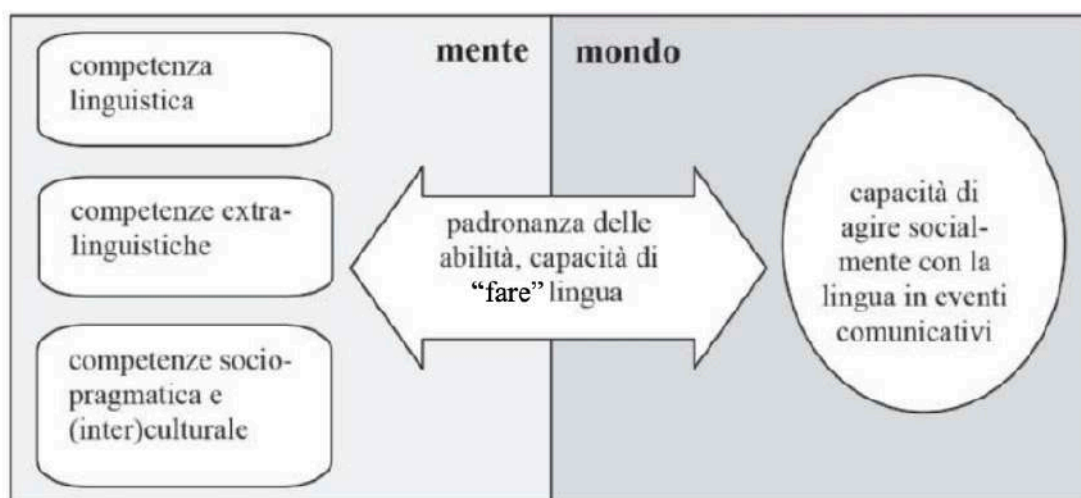 mente
mondo
competenza
linguistica
competenze extra-
linguistiche
competenze socio-
pragmatica e
(inter)culturale
padronanza delle
abilità, capacità di
“fare” lingua
capacità di
agire social-
mente con la
lingua in eventi
comunicativi